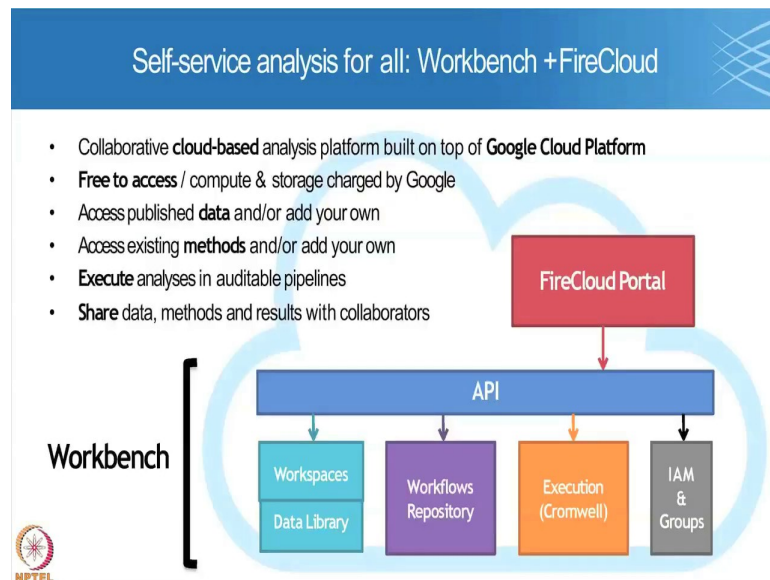 Self-service analysis for all: Workbench +FireCloud
• Collaborative cloud-based analysis platform built on top of Google Cloud Platform
• Free to access / compute & storage charged by Google
• Access published data and/or add your own
• Access existing methods and/or add your own
• Execute analyses in auditable pipelines
• Share data, methods and results with collaborators
FireCloud Portal
API
Workbench
Workspaces
Data Library
Workflows
Repository
Execution
(Cromwell)
IAM
&
Groups
NPTEL